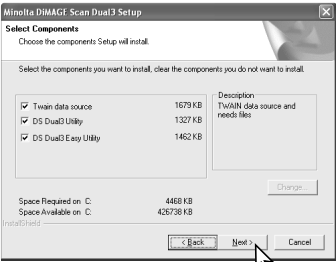 Minolta DiMAGE Scan Dual3 Setup
Select Components
Choose the components Setup will install.
Select the components you want to install, clear the components you do not want to install.
Twain data source 1679 KB
DS Dual3 Utility 1327 KB
DS Dual3 Easy Utility 1462 KB
Description
TWAIN data source and
needs files
Change...
Space Required on C: 4468 KB
Space Available on C: 426738 KB
InstallShield
< Back Next > Cancel